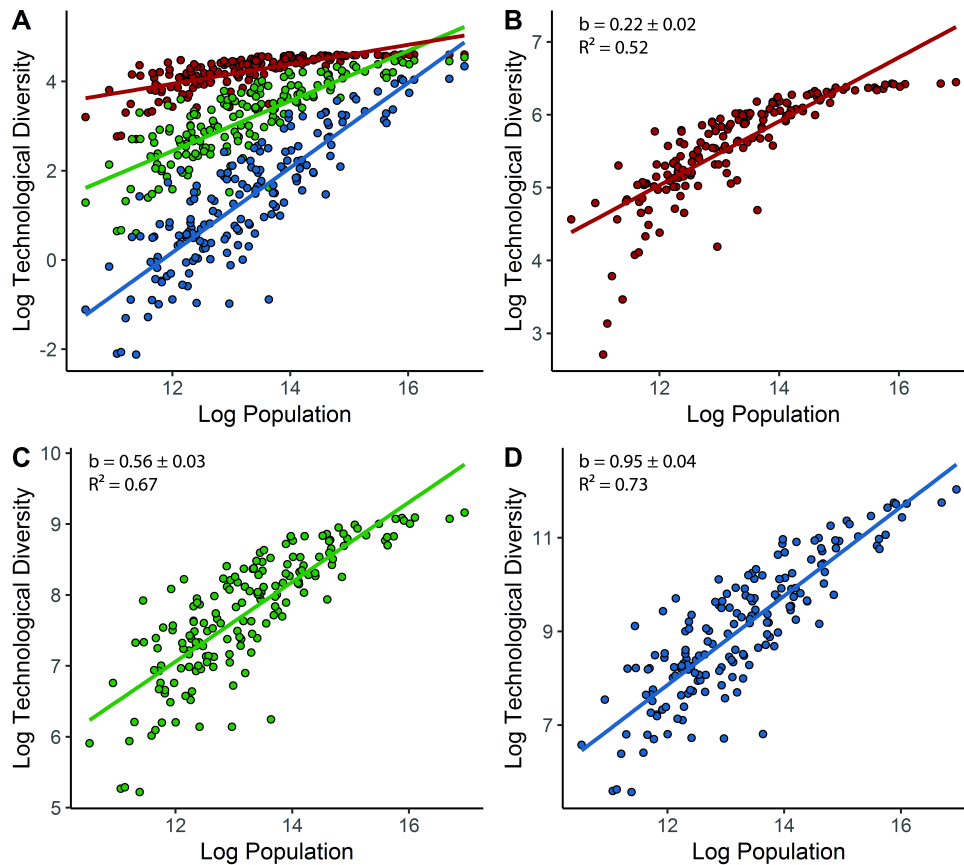 A
Log Technological Diversity
4
2
0
-2
12
14
16
Log Population
B
b = 0.22 ± 0.02
R² = 0.52
Log Technological Diversity
7
6
5
4
3
12
14
16
Log Population
C
b = 0.56 ± 0.03
R² = 0.67
Log Technological Diversity
10
9
8
7
6
5
12
14
16
Log Population
D
b = 0.95 ± 0.04
R² = 0.73
Log Technological Diversity
11
9
7
12
14
16
Log Population